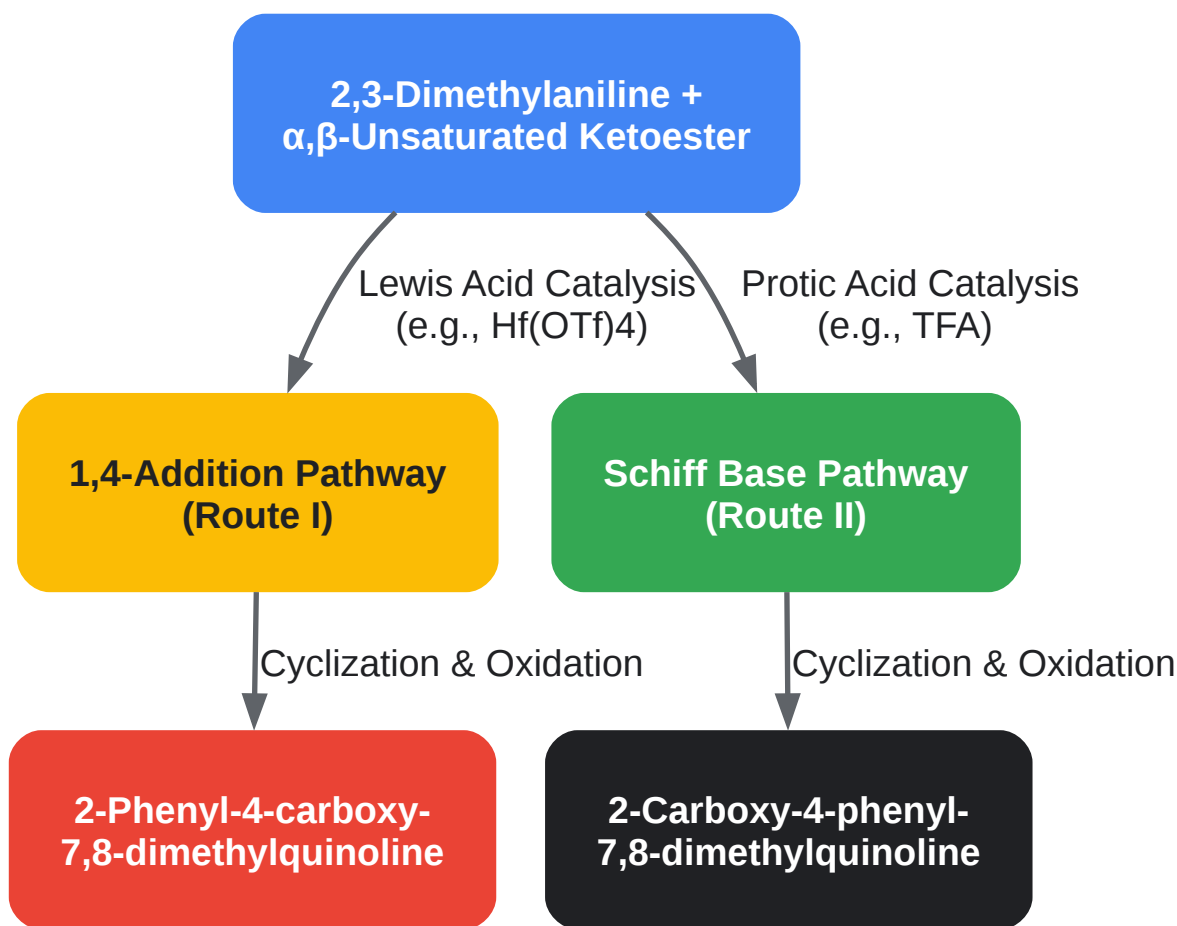 2,3-Dimethylaniline +
α,β-Unsaturated Ketoester
Lewis Acid Catalysis
(e.g., Hf(OTf)4)
Protic Acid Catalysis
(e.g., TFA)
1,4-Addition Pathway
(Route I)
Schiff Base Pathway
(Route II)
Cyclization & Oxidation
Cyclization & Oxidation
2-Phenyl-4-carboxy-
7,8-dimethylquinoline
2-Carboxy-4-phenyl-
7,8-dimethylquinoline